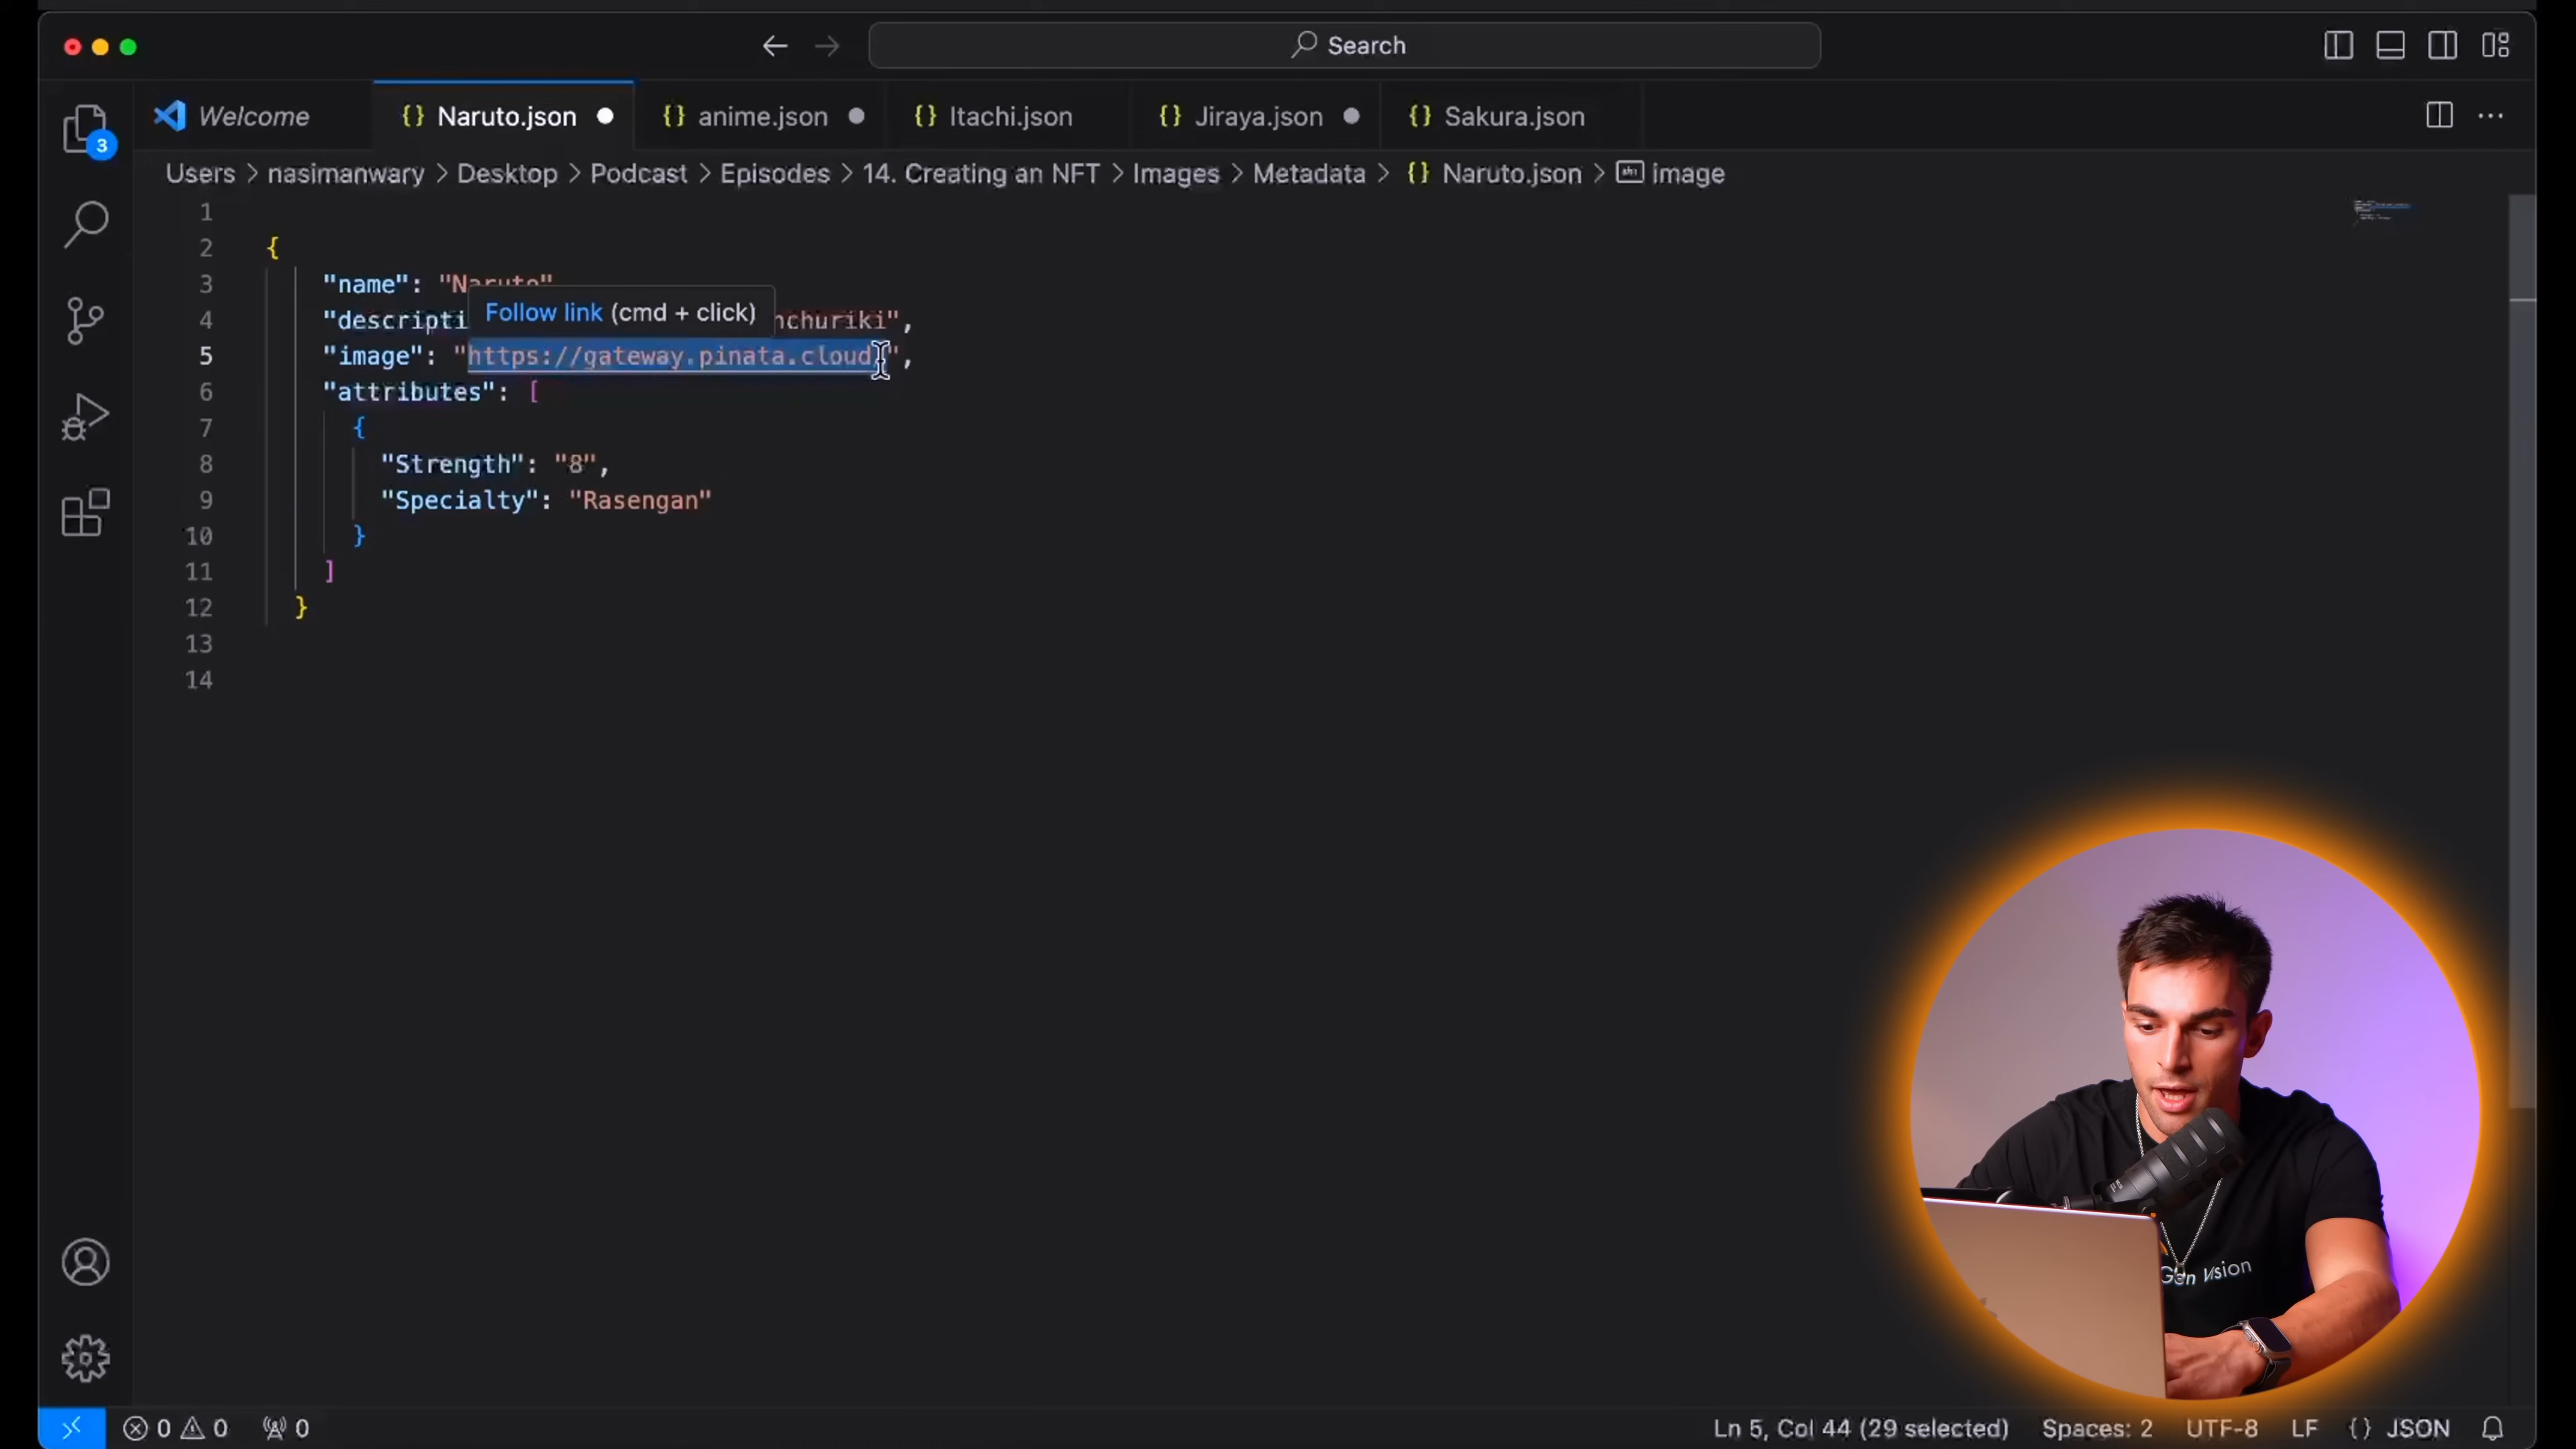 Search
Welcome
{} Naruto.json
{} anime.json
{} Itachi.json
{} Jiraya.json
{} Sakura.json
3
Users > nasimanwary > Desktop > Podcast > Episodes > 14. Creating an NFT > Images > Metadata > {} Naruto.json > image
1
2 {
3 "name": "Naruto"
Follow link (cmd + click)
4 "descripti nchuriki",
5 "image": "https://gateway.pinata.cloud/",
6 "attributes": [
7 {
8 "Strength": "8",
9 "Specialty": "Rasengan"
10 }
11 ]
12 }
13
14
Gen Vision
0 0 0
Ln 5, Col 44 (29 selected) Spaces: 2 UTF-8 LF {} JSON